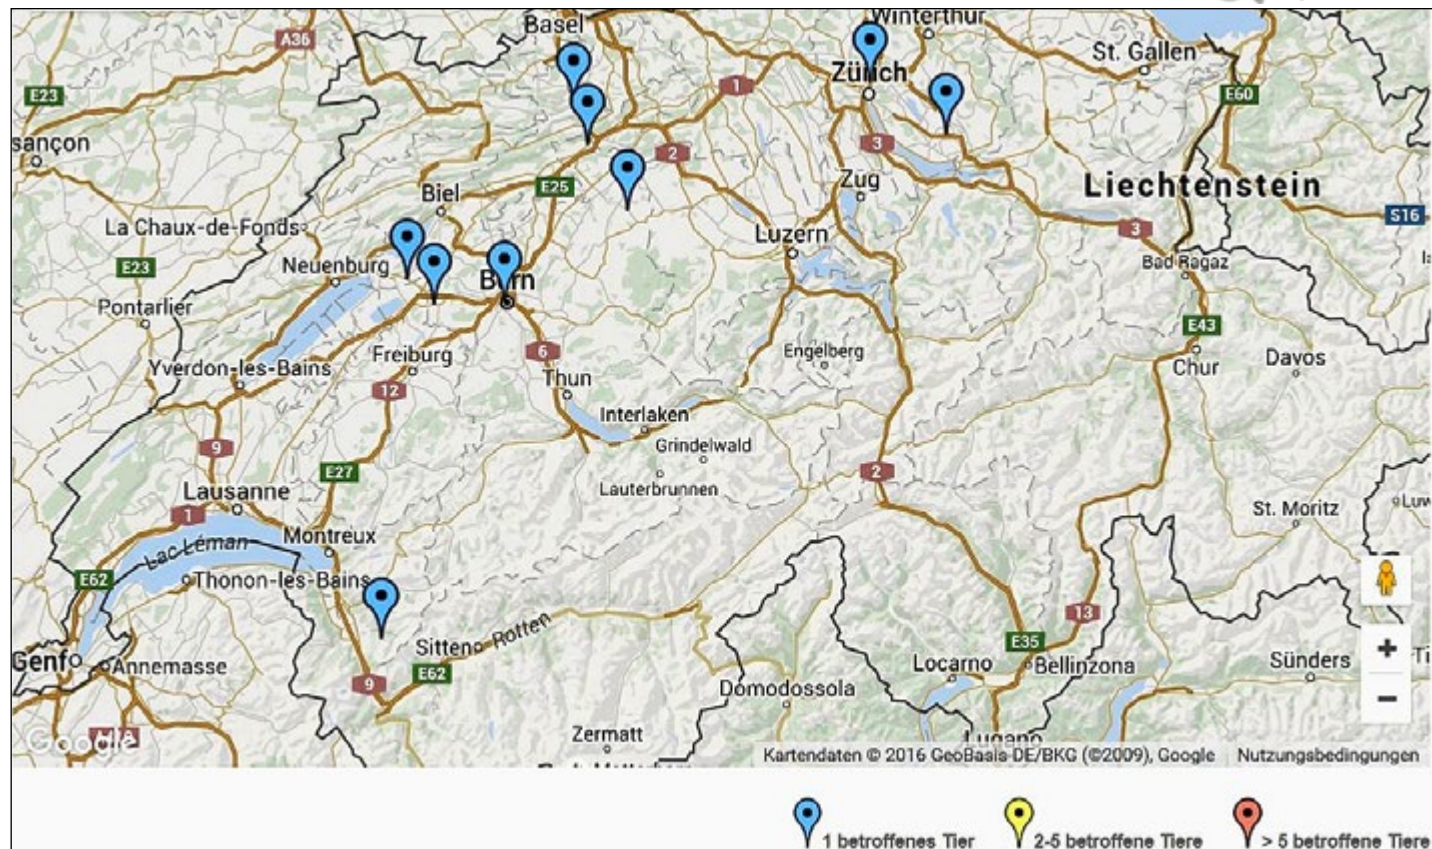 Basel
Winterthur
A36
St. Gallen
Zürich
1
E23
E60
sançon
3
2
Zug
E25
Biel
Liechtenstein
S16
La Chaux-de-Fonds
Luzern
3
E23
Neuenburg
Bad Ragaz
Bern
Pontarlier
E43
6
Engelberg
Freiburg
Davos
Yverdon-les-Bains
Chur
Thun
12
Interlaken
9
Grindelwald
E27
2
Lausanne
Lauterbrunnen
1
St. Moritz
Luw
Montreux
Lac Léman
E62
Thonon-les-Bains
13
Rotten
Sitten
E35
Genf
Annemasse
E62
Locarno
Bellinzona
Sünders
Ti
9
Domodossola
Zermatt
Lugano
Google
Kartendaten © 2016 GeoBasis-DE/BKG (©2009), Google Nutzungsbedingungen
+
−
1 betroffenes Tier 2-5 betroffene Tiere > 5 betroffene Tiere